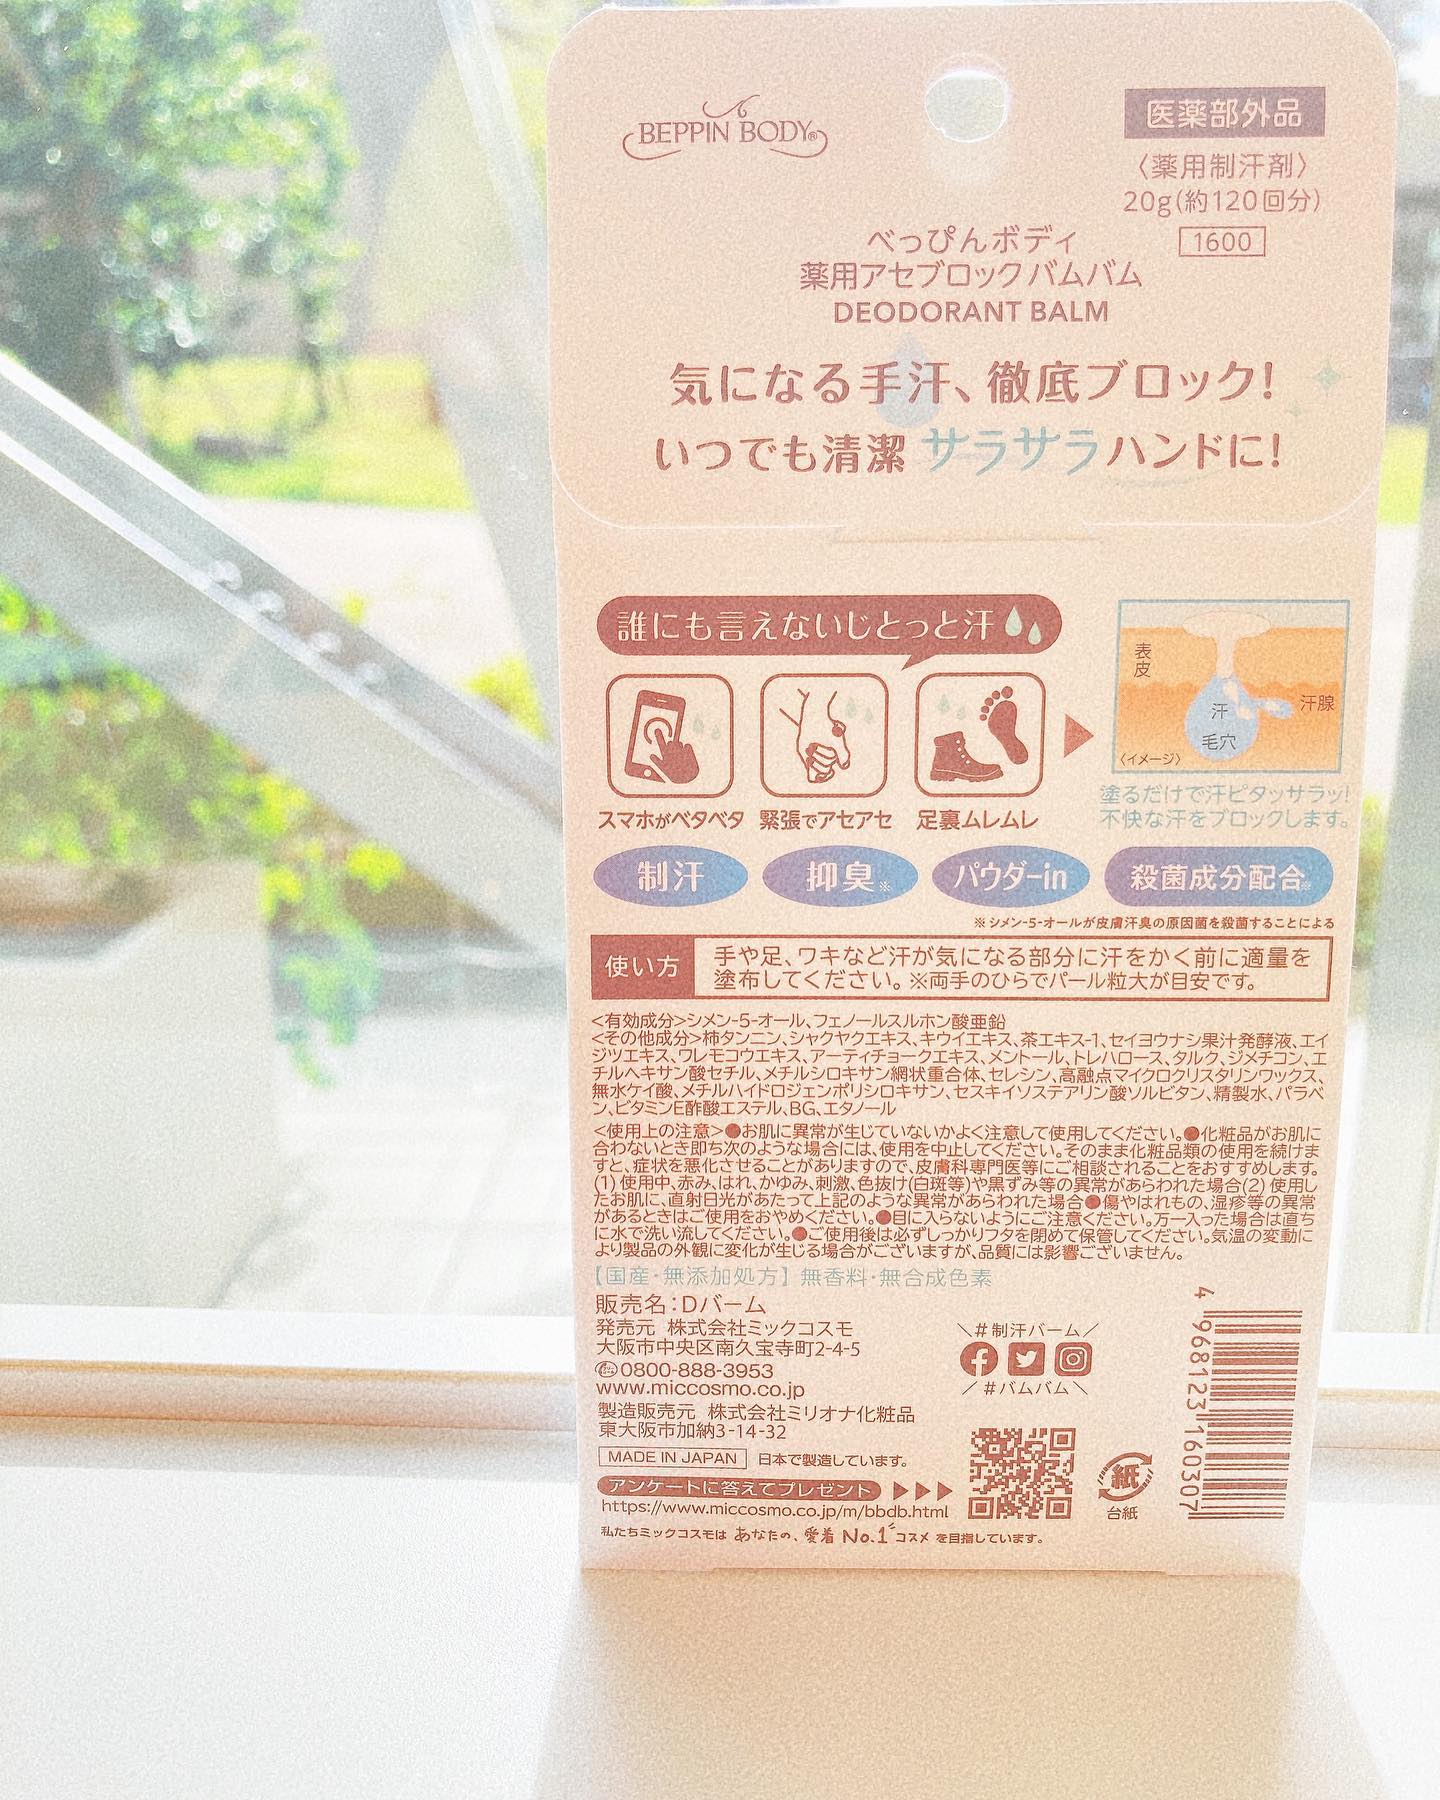 BEPPIN BODY®
医薬部外品
〈薬用制汗剤〉
20g(約120回分)
1600
べっぴんボディ
薬用アセブロックバムバム
DEODORANT BALM
気になる手汗、徹底ブロック!
いつでも清潔 サラサラハンドに!
誰にも言えないじとっと汗
スマホがベタベタ
緊張でアセアセ
足裏ムレムレ
表皮
汗
毛穴
汗腺
〈イメージ〉
塗るだけで汗ピタッサラッ!
不快な汗をブロックします。
制汗
抑臭※
パウダーin
殺菌成分配合※
※シメン-5-オールが皮膚汗臭の原因菌を殺菌することによる
使い方
手や足、ワキなど汗が気になる部分に汗をかく前に適量を
塗布してください。※両手のひらでパール粒大が目安です。
<有効成分>シメン-5-オール、フェノールスルホン酸亜鉛
<その他成分>柿タンニン、シャクヤクエキス、キウイエキス、茶エキス-1、セイヨウナシ果汁発酵液、エイ
ジツエキス、ワレモコウエキス、アーティチョークエキス、メントール、トレハロース、タルク、ジメチコン、エ
チルヘキサン酸セチル、メチルシロキサン網状重合体、セレシン、高融点マイクロクリスタリンワックス、
無水ケイ酸、メチルハイドロジェンポリシロキサン、セスキイソステアリン酸ソルビタン、精製水、パラベ
ン、ビタミンE酢酸エステル、BG、エタノール
<使用上の注意>●お肌に異常が生じていないかよく注意して使用してください。●化粧品がお肌に
合わないとき即ち次のような場合には、使用を中止してください。そのまま化粧品類の使用を続けま
すと、症状を悪化させることがありますので、皮膚科専門医等にご相談されることをおすすめします。
(1) 使用中、赤み、はれ、かゆみ、刺激、色抜け(白斑等)や黒ずみ等の異常があらわれた場合(2) 使用し
たお肌に、直射日光があたって上記のような異常があらわれた場合●傷やはれもの、湿疹等の異常
があるときはご使用をおやめください。●目に入らないようにご注意ください。万一入った場合は直ち
に水で洗い流してください。●ご使用後は必ずしっかりフタを閉めて保管してください。気温の変動に
より製品の外観に変化が生じる場合がございますが、品質には影響ございません。
【国産・無添加処方】 無香料・無合成色素
販売名:Dバーム
発売元 株式会社ミックコスモ
大阪市中央区南久宝寺町2-4-5
0800-888-3953
www.miccosmo.co.jp
製造販売元 株式会社ミリオナ化粧品
東大阪市加納3-14-32
MADE IN JAPAN 日本で製造しています。
アンケートに答えてプレゼント
https://www.miccosmo.co.jp/m/bbdb.html
私たちミックコスモは あなたの、愛着 No.1コスメ を目指しています。
＼#制汗バーム／
／#バムバム＼
紙
台紙
4 968123 160307